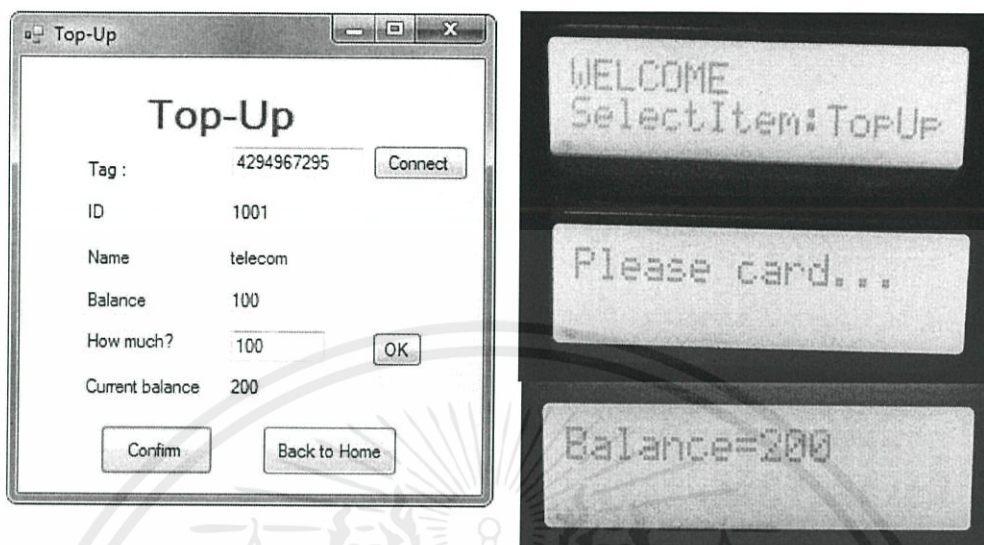 Top-Up
Top-Up
Tag : 4294967295 Connect
ID 1001
Name telecom
Balance 100
How much? 100 OK
Current balance 200
Confirm Back to Home
WELCOME
SelectItem:TopUp
Please card...
Balance=200